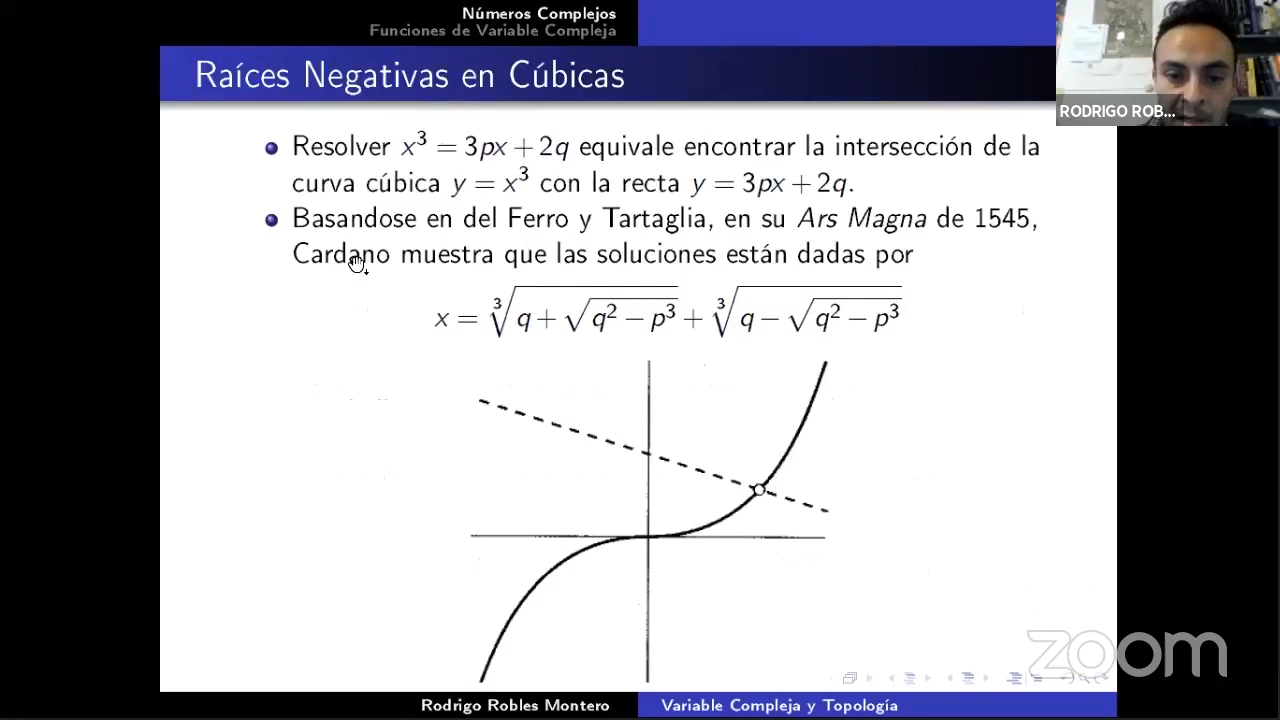 Números Complejos
Funciones de Variable Compleja
Raíces Negativas en Cúbicas
RODRIGO ROB...
Resolver x³ = 3px + 2q equivale encontrar la intersección de la
curva cúbica y = x³ con la recta y = 3px + 2q.
Basandose en del Ferro y Tartaglia, en su Ars Magna de 1545,
Cardano muestra que las soluciones están dadas por
x = ∛(q + √(q² − p³)) + ∛(q − √(q² − p³))
zoom
Rodrigo Robles Montero
Variable Compleja y Topología